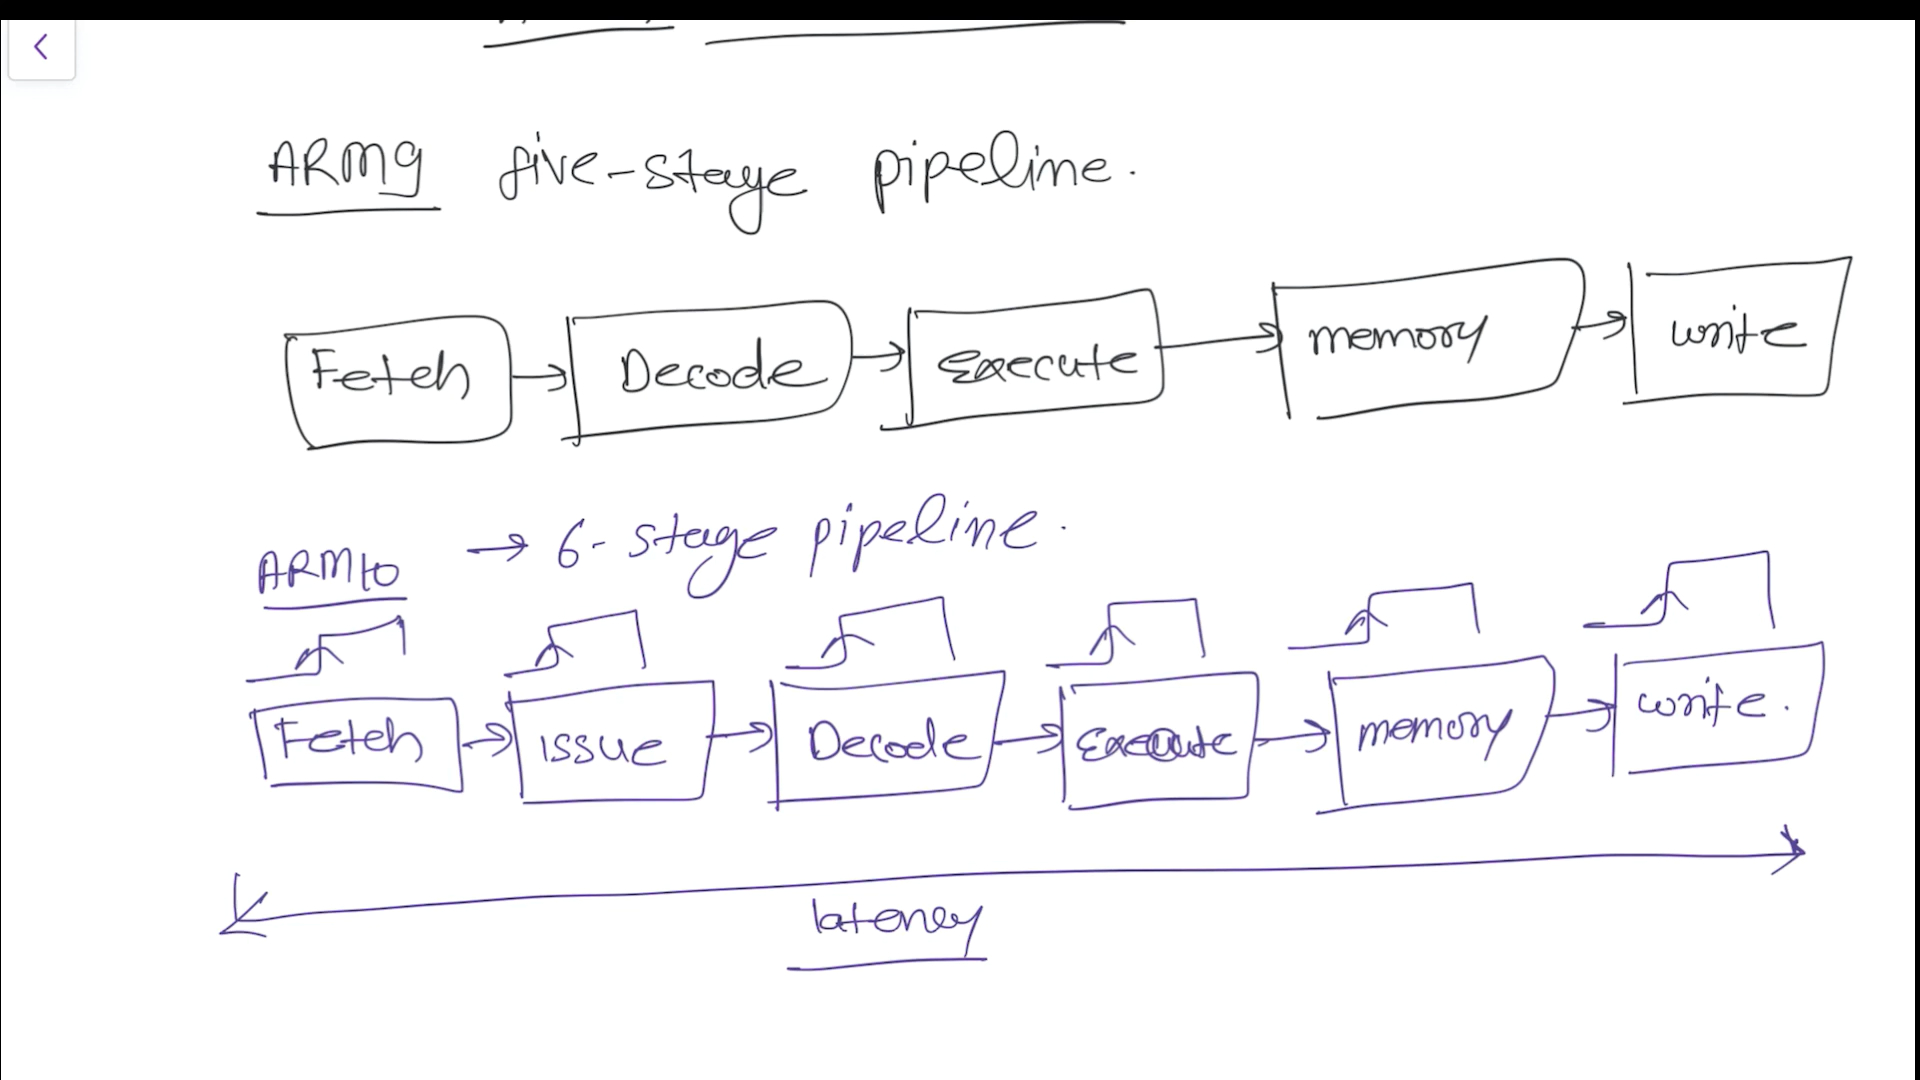 ARM9 five-stage pipeline.
Fetch Decode Execute memory write
ARM10 → 6-stage pipeline.
Fetch issue Decode Execute memory write.
latency